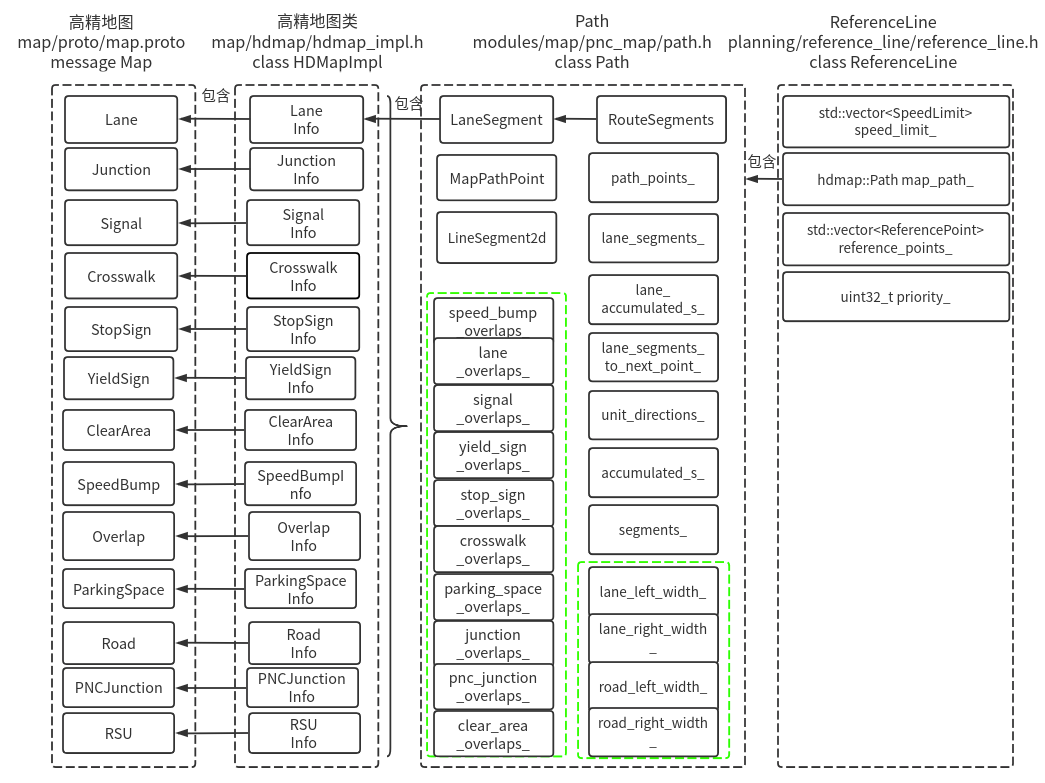 高精地图
map/proto/map.proto
message Map
高精地图类
map/hdmap/hdmap_impl.h
class HDMapImpl
Path
modules/map/pnc_map/path.h
class Path
ReferenceLine
planning/reference_line/reference_line.h
class ReferenceLine
包含
包含
包含
Lane
Junction
Signal
Crosswalk
StopSign
YieldSign
ClearArea
SpeedBump
Overlap
ParkingSpace
Road
PNCJunction
RSU
Lane
Info
Junction
Info
Signal
Info
Crosswalk
Info
StopSign
Info
YieldSign
Info
ClearArea
Info
SpeedBumpI
nfo
Overlap
Info
ParkingSpace
Info
Road
Info
PNCJunction
Info
RSU
Info
LaneSegment
MapPathPoint
LineSegment2d
speed_bump
_overlaps_
lane
_overlaps_
signal
_overlaps_
yield_sign
_overlaps_
stop_sign
_overlaps_
crosswalk
_overlaps_
parking_space
_overlaps_
junction
_overlaps_
pnc_junction
_overlaps_
clear_area
_overlaps_
RouteSegments
path_points_
lane_segments_
lane_
accumulated_s_
lane_segments_
to_next_point_
unit_directions_
accumulated_s_
segments_
lane_left_width_
lane_right_width
_
road_left_width_
road_right_width
_
std::vector<SpeedLimit>
speed_limit_
hdmap::Path map_path_
std::vector<ReferencePoint>
reference_points_
uint32_t priority_